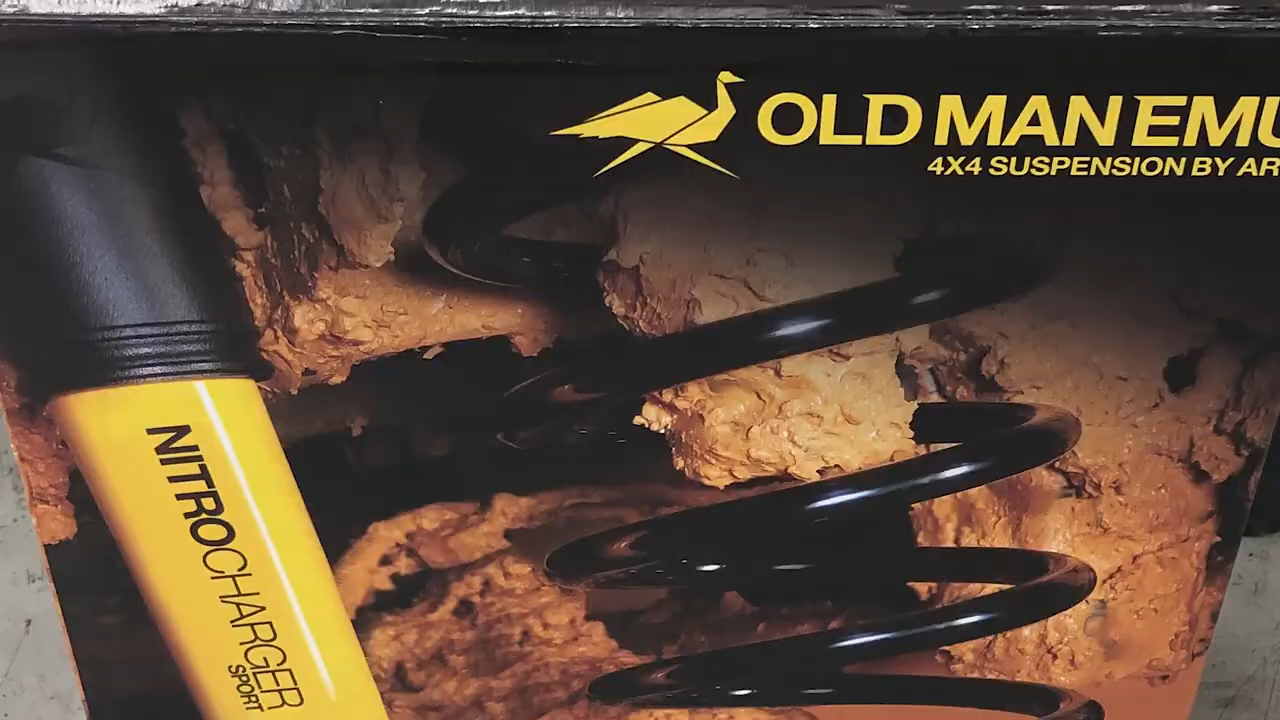 OLD MAN EMU
4X4 SUSPENSION BY AR
NITROCHARGER
SPORT